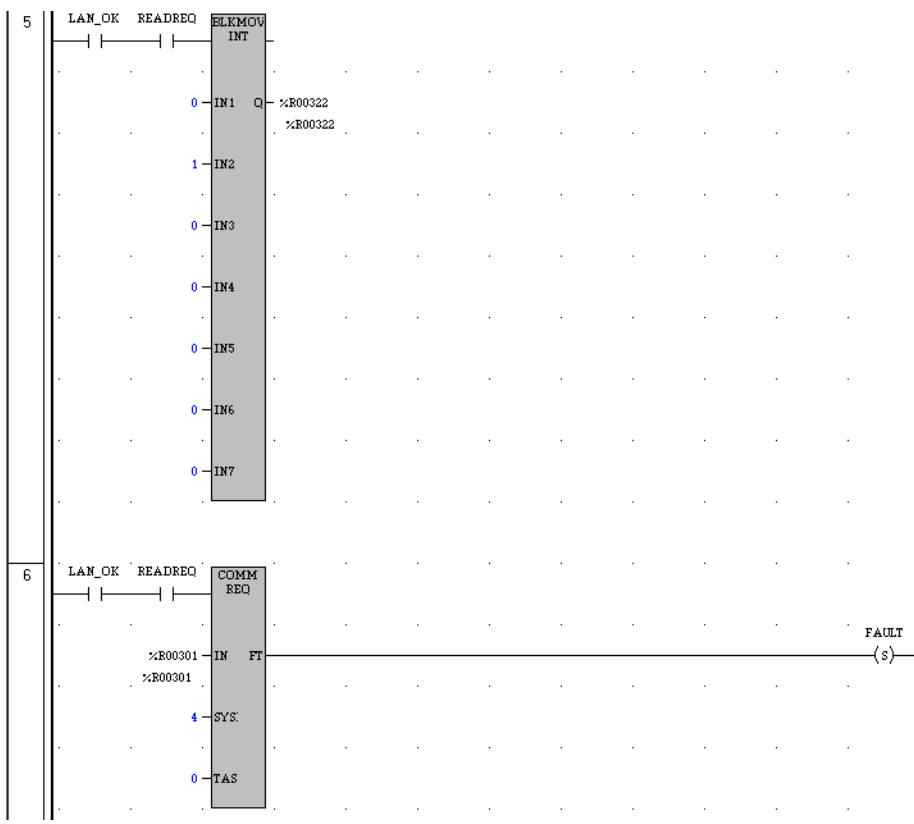 5
LAN_OK READREQ BLKMOV
INT
0 IN1 Q %R00322
%R00322
1 IN2
0 IN3
0 IN4
0 IN5
0 IN6
0 IN7
6
LAN_OK READREQ COMM
REQ
FAULT
%R00301 IN FT (S)
%R00301
4 SYS:
0 TAS